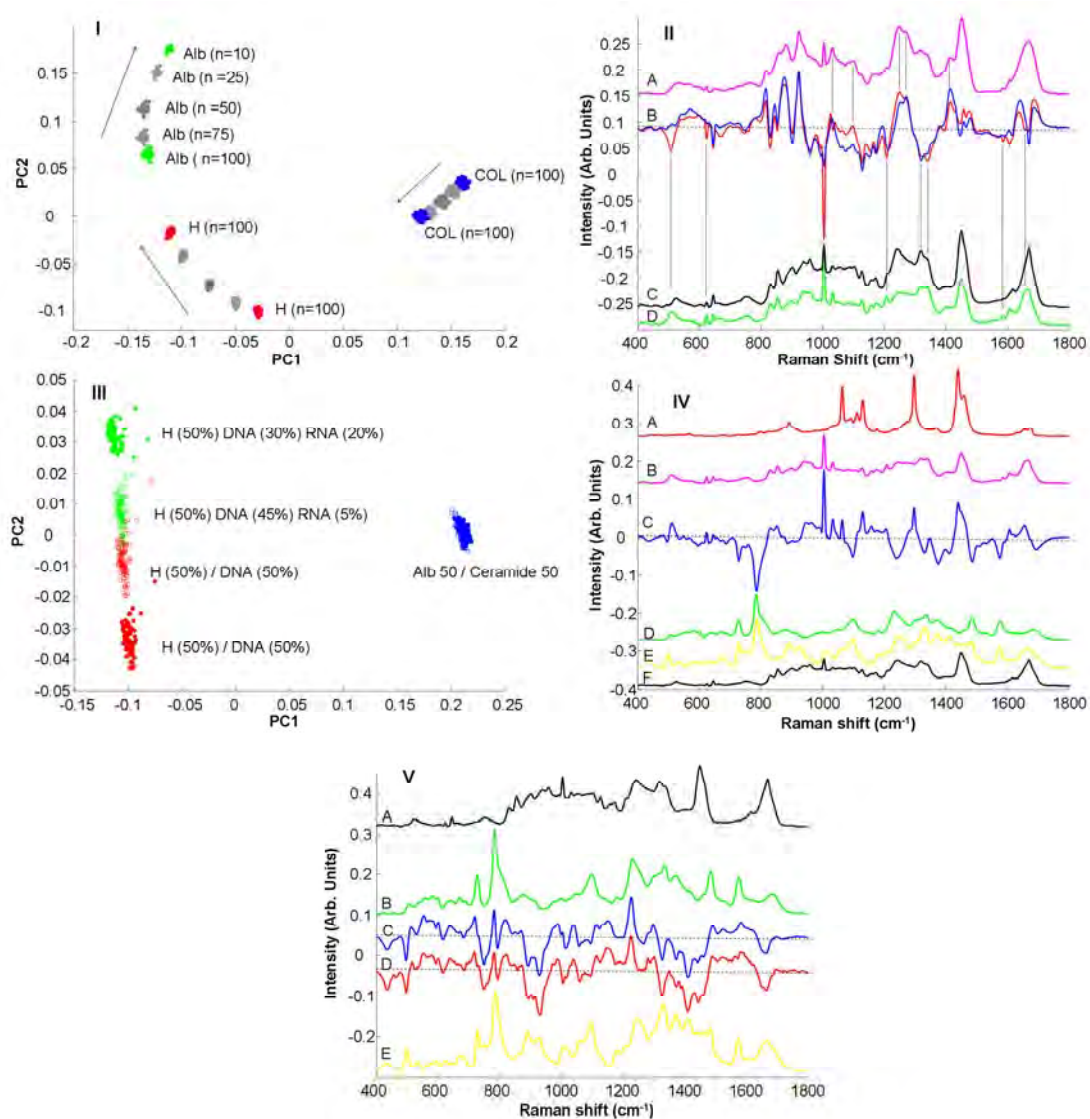 I
Alb (n=10)
Alb (n =25)
Alb (n =50)
Alb (n=75)
Alb ( n=100)
COL (n=100)
COL (n=100)
H (n=100)
H (n=100)
PC2
0.15
0.1
0.05
0
-0.05
-0.1
-0.2
-0.15
-0.1
-0.05
0
0.05
0.1
0.15
0.2
PC1
II
A
B
C
D
Intensity (Arb. Units)
0.25
0.2
0.15
0.1
0.05
0
-0.05
-0.1
-0.15
-0.2
-0.25
400
600
800
1000
1200
1400
1600
1800
Raman Shift (cm-1)
III
H (50%) DNA (30%) RNA (20%)
H (50%) DNA (45%) RNA (5%)
H (50%) / DNA (50%)
Alb 50 / Ceramide 50
H (50%) / DNA (50%)
PC2
0.05
0.04
0.03
0.02
0.01
0
-0.01
-0.02
-0.03
-0.04
-0.05
-0.15
-0.1
-0.05
0
0.05
0.1
0.15
0.2
0.25
PC1
IV
A
B
C
D
E
F
Intensity (Arb. Units)
0.4
0.3
0.2
0.1
0
-0.1
-0.2
-0.3
-0.4
400
600
800
1000
1200
1400
1600
1800
Raman shift (cm-1)
V
A
B
C
D
E
Intensity (Arb. Units)
0.4
0.3
0.2
0.1
0
-0.1
-0.2
400
600
800
1000
1200
1400
1600
1800
Raman shift (cm-1)